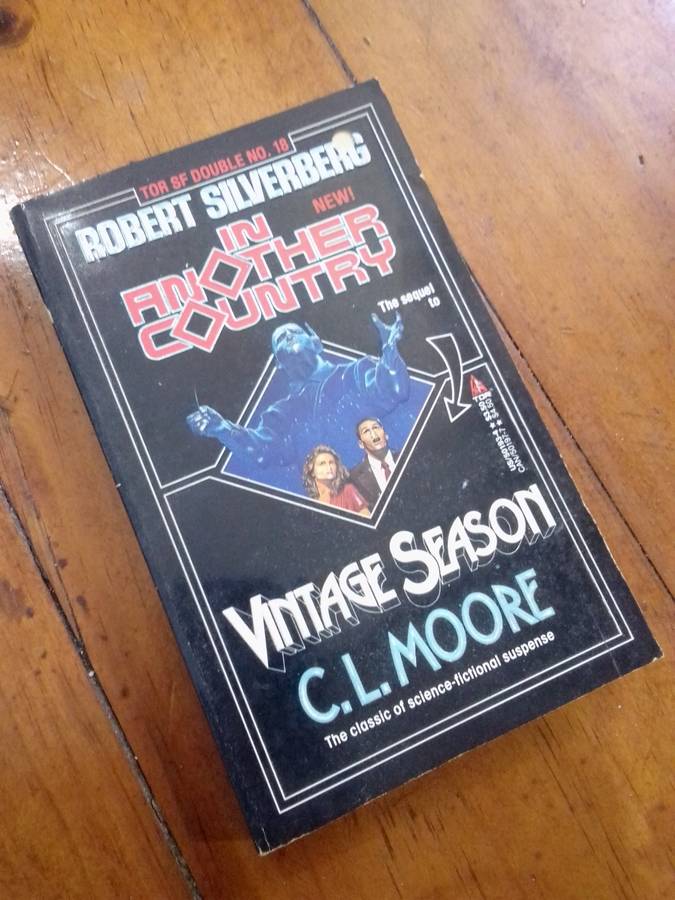 TOR SF DOUBLE NO. 18
ROBERT SILVERBERG
NEW!
IN
ANOTHER
COUNTRY
The sequel
to
VINTAGE SEASON
C.L. MOORE
The classic of science-fictional suspense